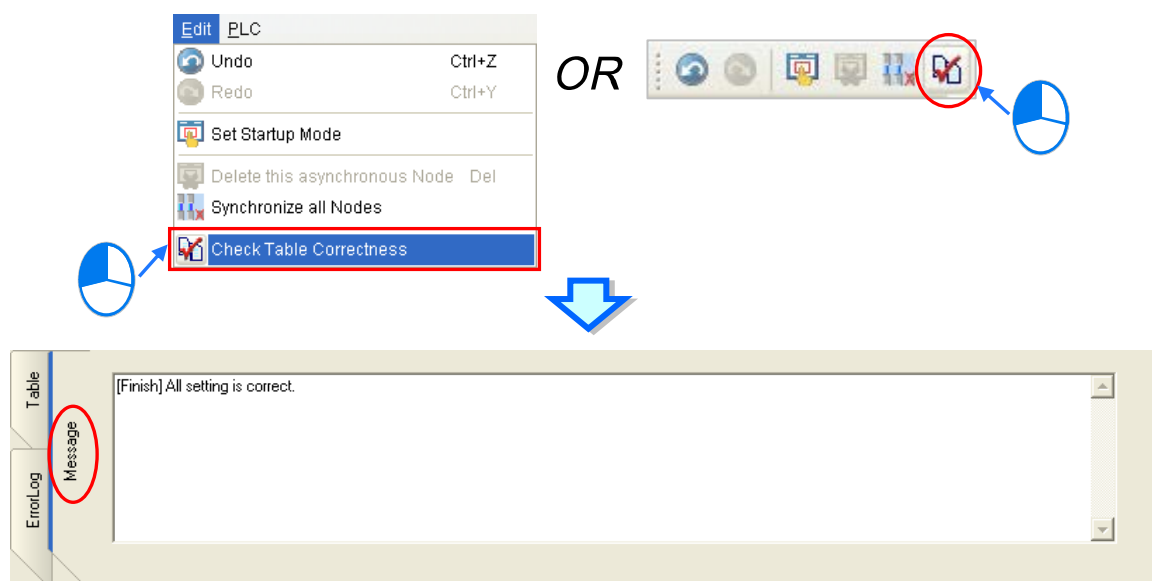 Edit PLC
Undo Ctrl+Z
Redo Ctrl+Y
Set Startup Mode
Delete this asynchronous Node Del
Synchronize all Nodes
Check Table Correctness
OR
Table
Message
ErrorLog
[Finish] All setting is correct.